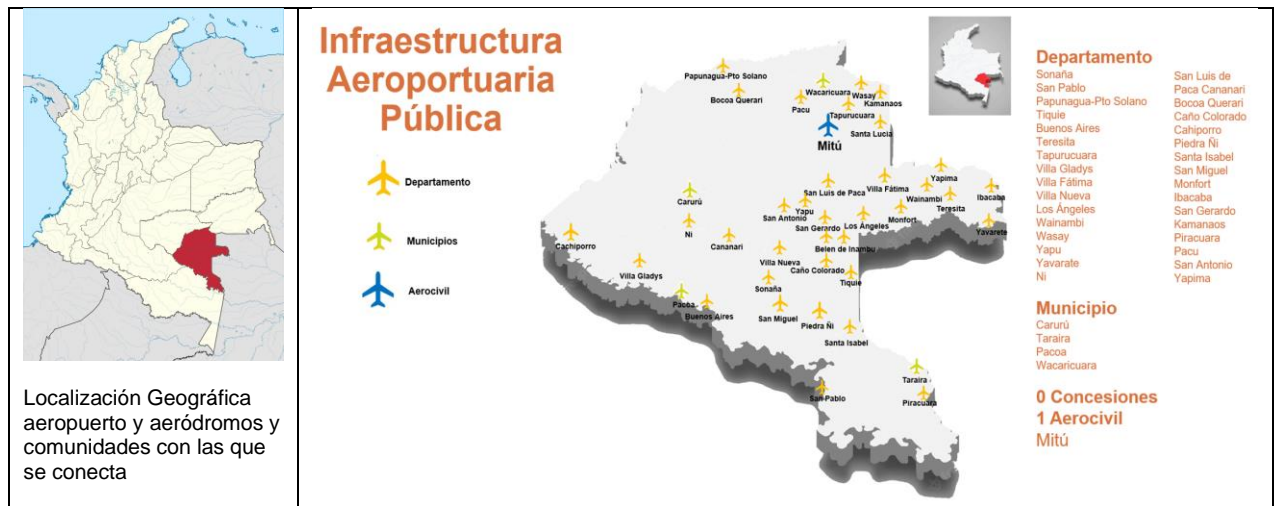 Localización Geográfica
aeropuerto y aeródromos y
comunidades con las que
se conecta
Infraestructura
Aeroportuaria
Pública
Departamento
Municipios
Aerocivil
Papunagua-Pto Solano
Bocoa Querari
Wacaricuara
Wasay
Pacu
Kamanaos
Tapurucuara
Santa Lucia
Mitú
Yapima
San Luis de Paca
Villa Fátima
Wainambi
Ibacaba
Carurú
Yapu
Teresita
San Antonio
Monfort
Ni
San Gerardo
Los Ángeles
Yavarete
Cachiporro
Cananari
Belen de Inambu
Villa Nueva
Caño Colorado
Villa Gladys
Tiquie
Sonaña
Pacoa
Buenos Aires
San Miguel
Piedra Ñi
Santa Isabel
Taraira
San Pablo
Piracuara
Departamento
Sonaña
San Pablo
Papunagua-Pto Solano
Tiquie
Buenos Aires
Teresita
Tapurucuara
Villa Gladys
Villa Fátima
Villa Nueva
Los Ángeles
Wainambi
Wasay
Yapu
Yavarate
Ni
San Luis de
Paca Cananari
Bocoa Querari
Caño Colorado
Cahiporro
Piedra Ñi
Santa Isabel
San Miguel
Monfort
Ibacaba
San Gerardo
Kamanaos
Piracuara
Pacu
San Antonio
Yapima
Municipio
Carurú
Taraira
Pacoa
Wacaricuara
0 Concesiones
1 Aerocivil
Mitú